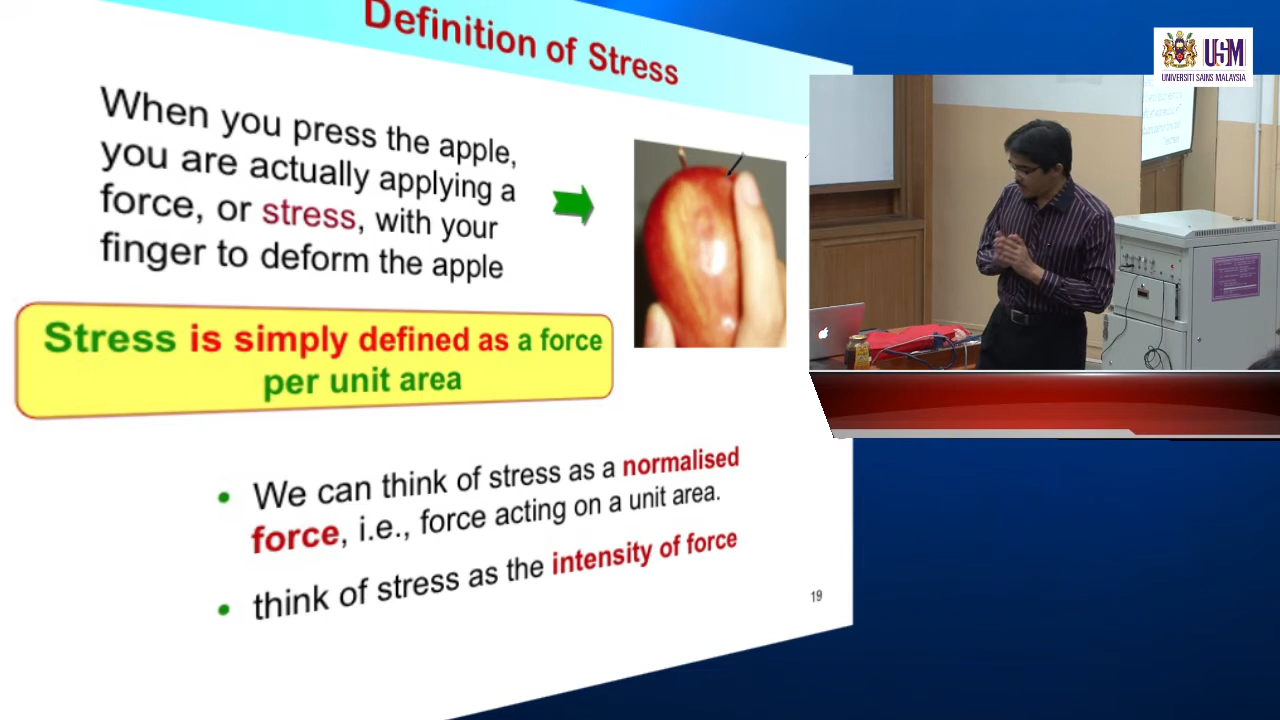 Definition of Stress
When you press the apple,
you are actually applying a
force, or stress, with your
finger to deform the apple
Stress is simply defined as a force
per unit area
• We can think of stress as a normalised
force, i.e., force acting on a unit area.
• think of stress as the intensity of force
19
USM
UNIVERSITI SAINS MALAYSIA